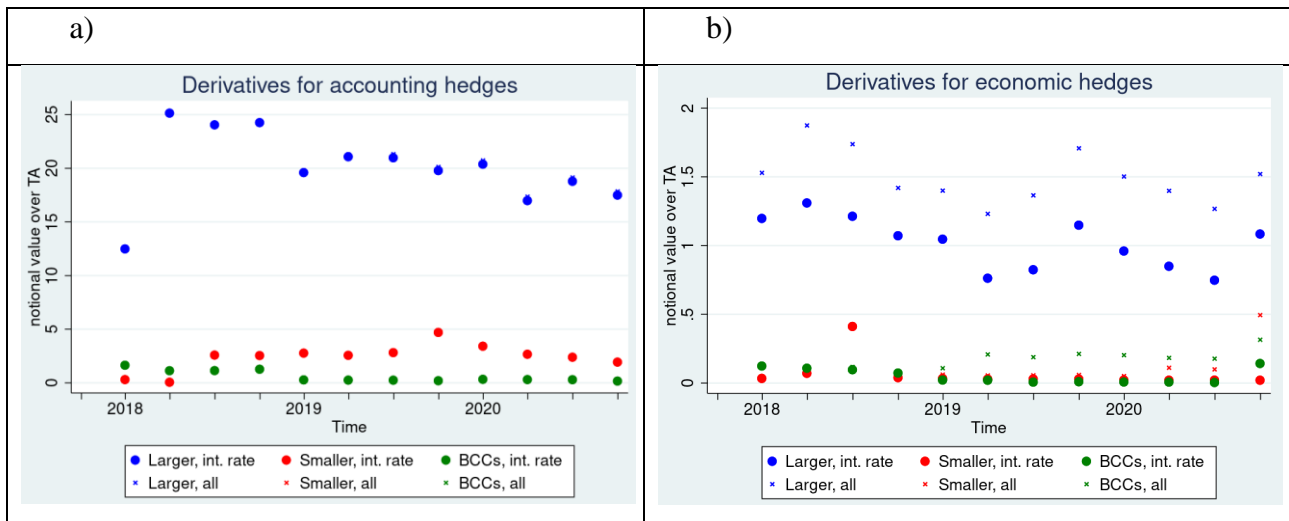 a)
b)
Derivatives for accounting hedges
notional value over TA
25
20
15
10
5
0
2018
2019
2020
Time
Larger, int. rate
Smaller, int. rate
BCCs, int. rate
Larger, all
Smaller, all
BCCs, all
Derivatives for economic hedges
notional value over TA
2
1.5
1
.5
0
2018
2019
2020
Time
Larger, int. rate
Smaller, int. rate
BCCs, int. rate
Larger, all
Smaller, all
BCCs, all